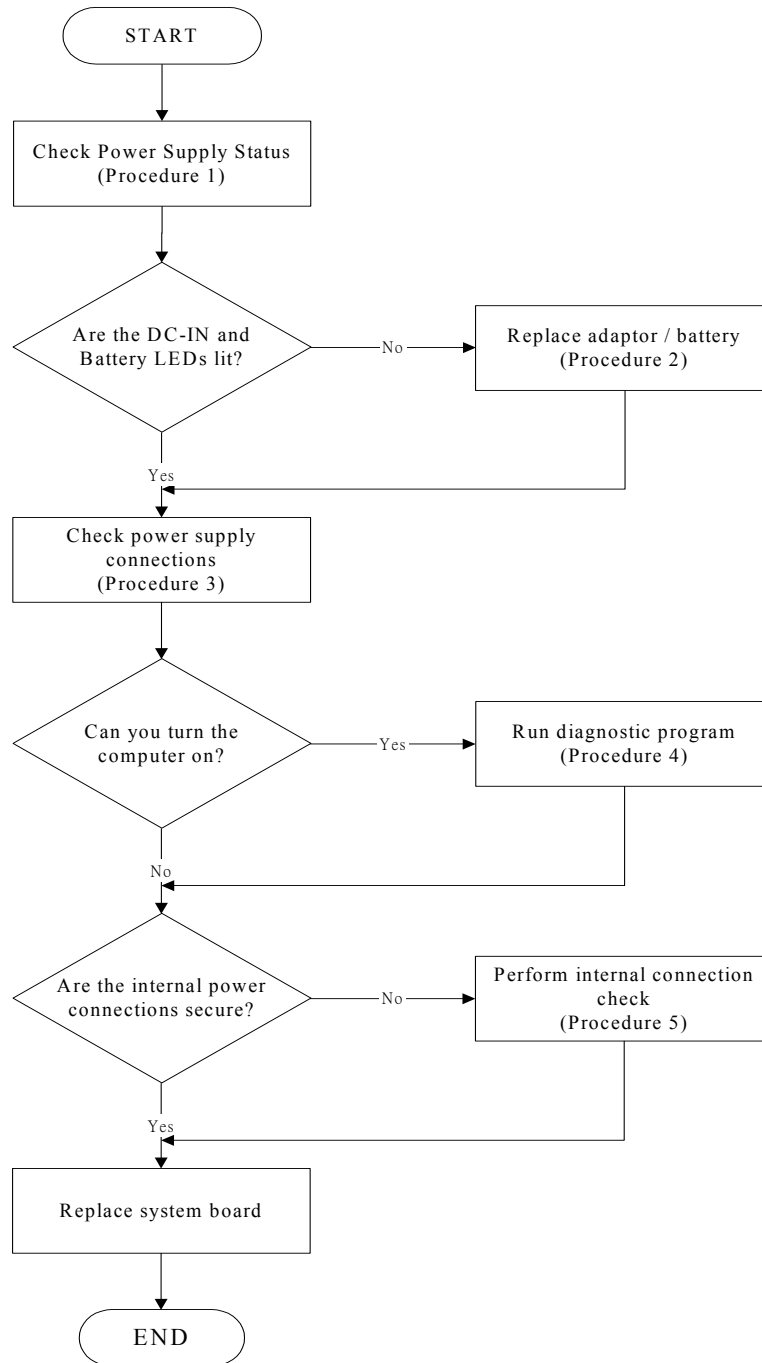 START
Check Power Supply Status
(Procedure 1)
Are the DC-IN and
Battery LEDs lit?
No
Replace adaptor / battery
(Procedure 2)
Yes
Check power supply
connections
(Procedure 3)
Can you turn the
computer on?
Yes
Run diagnostic program
(Procedure 4)
No
Are the internal power
connections secure?
No
Perform internal connection
check
(Procedure 5)
Yes
Replace system board
END